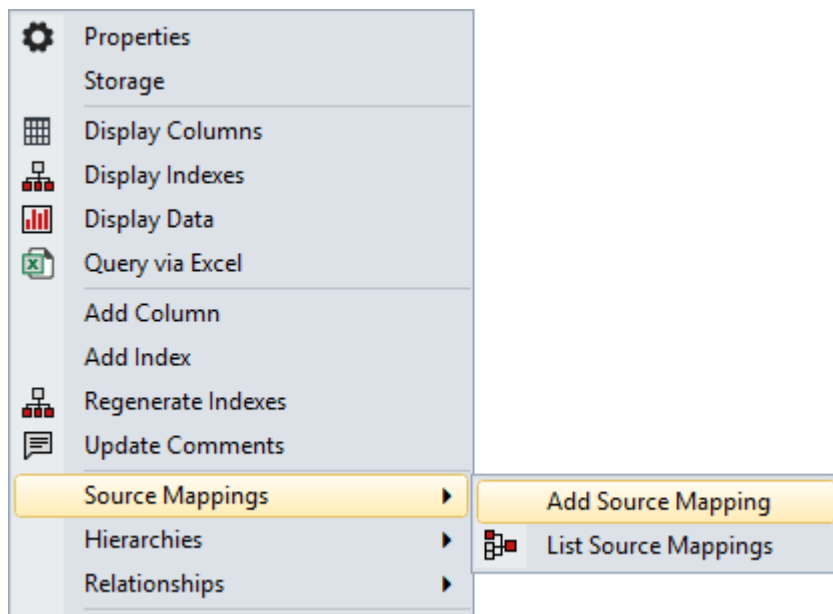 Properties
Storage
Display Columns
Display Indexes
Display Data
Query via Excel
Add Column
Add Index
Regenerate Indexes
Update Comments
Source Mappings
Add Source Mapping
Hierarchies
List Source Mappings
Relationships